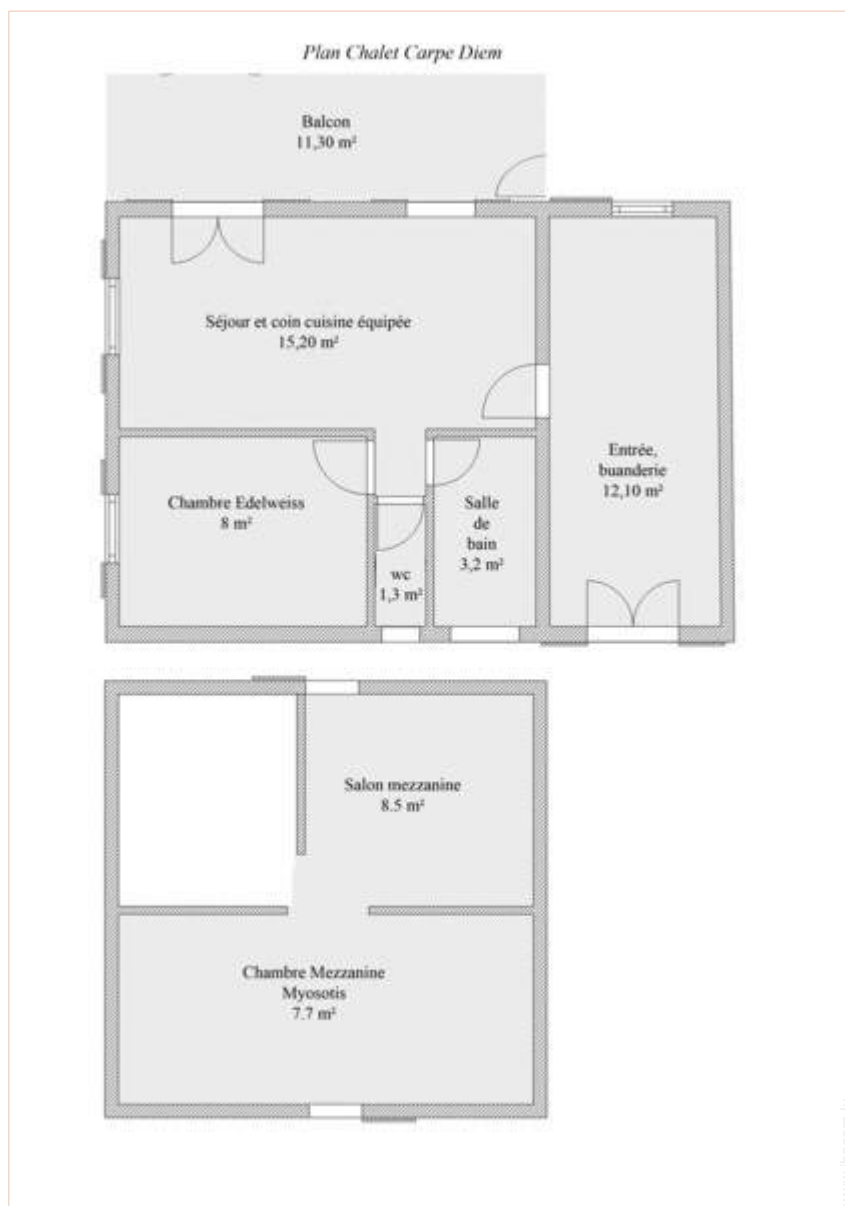 Plan Chalet Carpe Diem
Balcon
11,30 m²
Séjour et coin cuisine équipée
15,20 m²
Entrée,
buanderie
12,10 m²
Chambre Edelweiss
8 m²
Salle
de
bain
3,2 m²
wc
1,3 m²
Salon mezzanine
8.5 m²
Chambre Mezzanine
Myosotis
7.7 m²